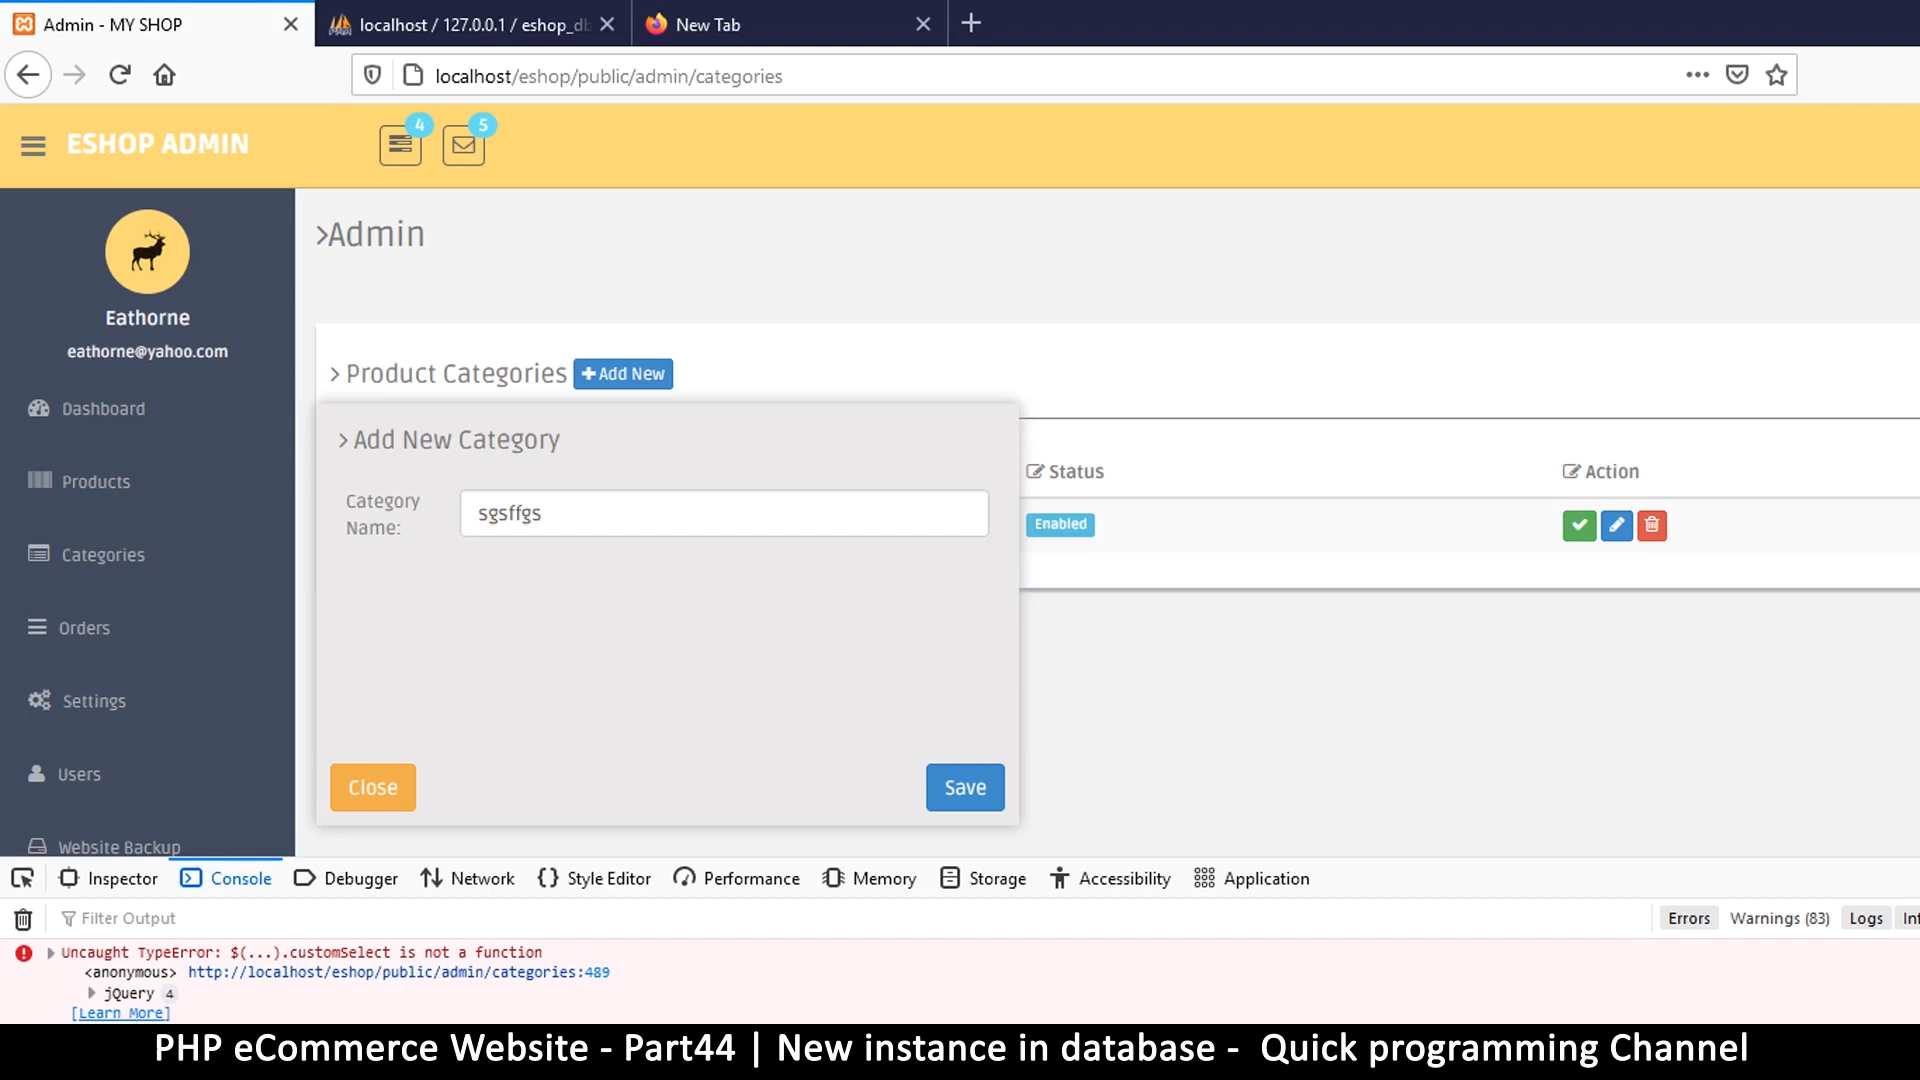 Admin - MY SHOP
localhost / 127.0.0.1 / eshop_db
New Tab
localhost/eshop/public/admin/categories
ESHOP ADMIN
4
5
Eathorne
eathorne@yahoo.com
Dashboard
Products
Categories
Orders
Settings
Users
Website Backup
>Admin
> Product Categories
+ Add New
> Add New Category
Category
Name:
sgsffgs
Close
Save
Status
Action
Enabled
Inspector
Console
Debugger
Network
Style Editor
Performance
Memory
Storage
Accessibility
Application
Filter Output
Errors
Warnings (83)
Logs
Uncaught TypeError: $(...).customSelect is not a function
<anonymous> http://localhost/eshop/public/admin/categories:489
jQuery 4
[Learn More]
PHP eCommerce Website - Part44 | New instance in database - Quick programming Channel